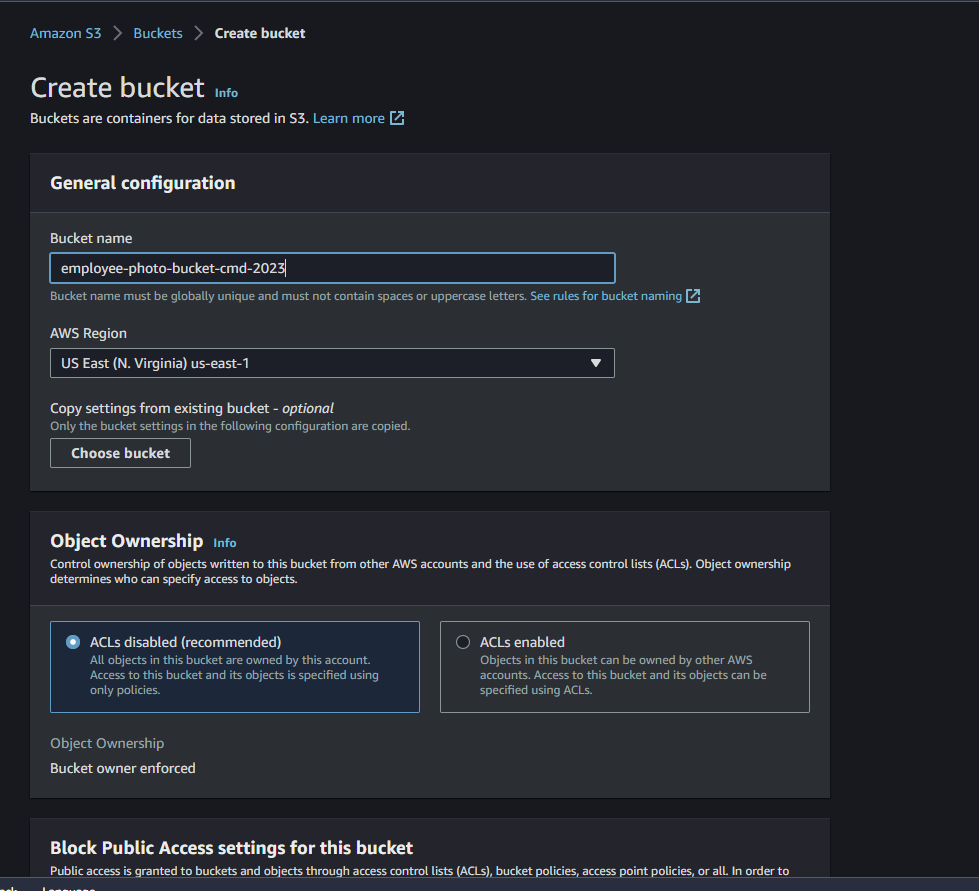 Amazon S3 > Buckets > Create bucket
Create bucket Info
Buckets are containers for data stored in S3. Learn more
General configuration
Bucket name
employee-photo-bucket-cmd-2023
Bucket name must be globally unique and must not contain spaces or uppercase letters. See rules for bucket naming
AWS Region
US East (N. Virginia) us-east-1
Copy settings from existing bucket - optional
Only the bucket settings in the following configuration are copied.
Choose bucket
Object Ownership Info
Control ownership of objects written to this bucket from other AWS accounts and the use of access control lists (ACLs). Object ownership
determines who can specify access to objects.
ACLs disabled (recommended)
All objects in this bucket are owned by this account.
Access to this bucket and its objects is specified using
only policies.
ACLs enabled
Objects in this bucket can be owned by other AWS
accounts. Access to this bucket and its objects can be
specified using ACLs.
Object Ownership
Bucket owner enforced
Block Public Access settings for this bucket
Public access is granted to buckets and objects through access control lists (ACLs), bucket policies, access point policies, or all. In order to
Language